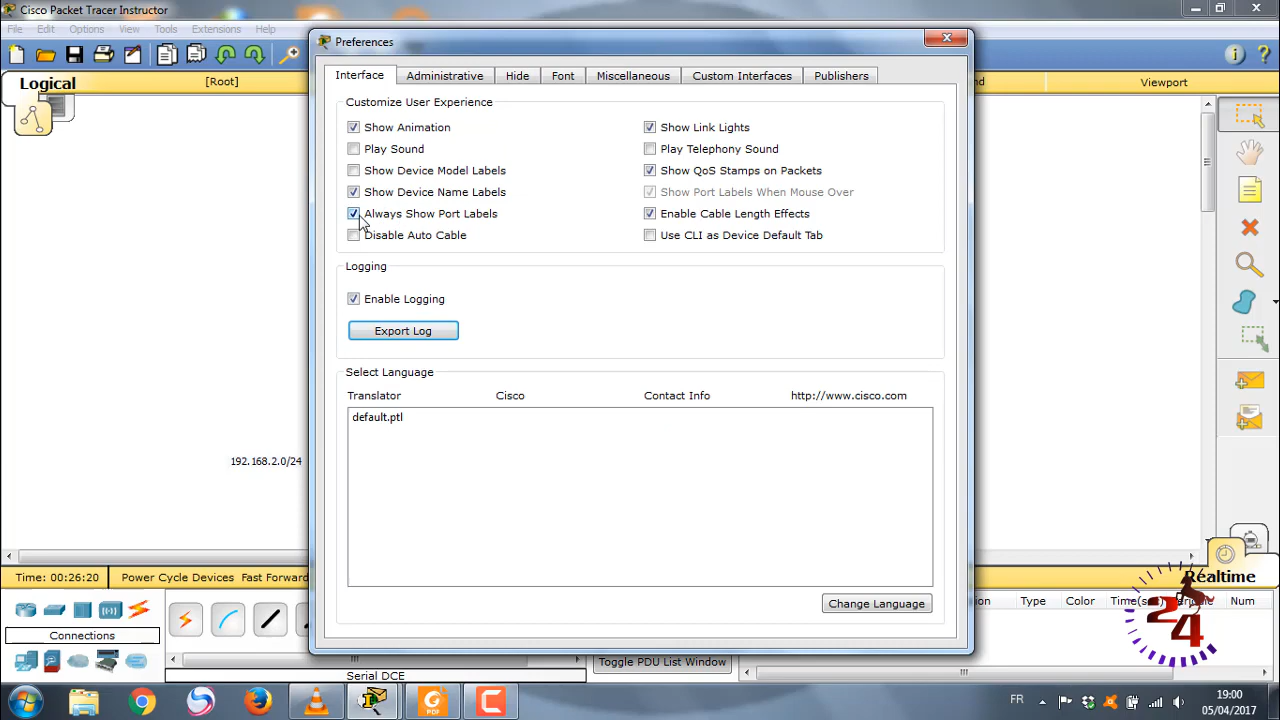 Cisco Packet Tracer Instructor
File Edit Options View Tools Extensions Help
Preferences
Logical
[Root]
Viewport
Interface Administrative Hide Font Miscellaneous Custom Interfaces Publishers
Customize User Experience
Show Animation
Show Link Lights
Play Sound
Play Telephony Sound
Show Device Model Labels
Show QoS Stamps on Packets
Show Device Name Labels
Show Port Labels When Mouse Over
Always Show Port Labels
Enable Cable Length Effects
Disable Auto Cable
Use CLI as Device Default Tab
Logging
Enable Logging
Export Log
Select Language
Translator Cisco Contact Info http://www.cisco.com
default.ptl
192.168.2.0/24
Change Language
Time: 00:26:20 Power Cycle Devices Fast Forward
Realtime
Type Color Time(sec) Num
Connections
Serial DCE
Toggle PDU List Window
24
FR
19:00
05/04/2017